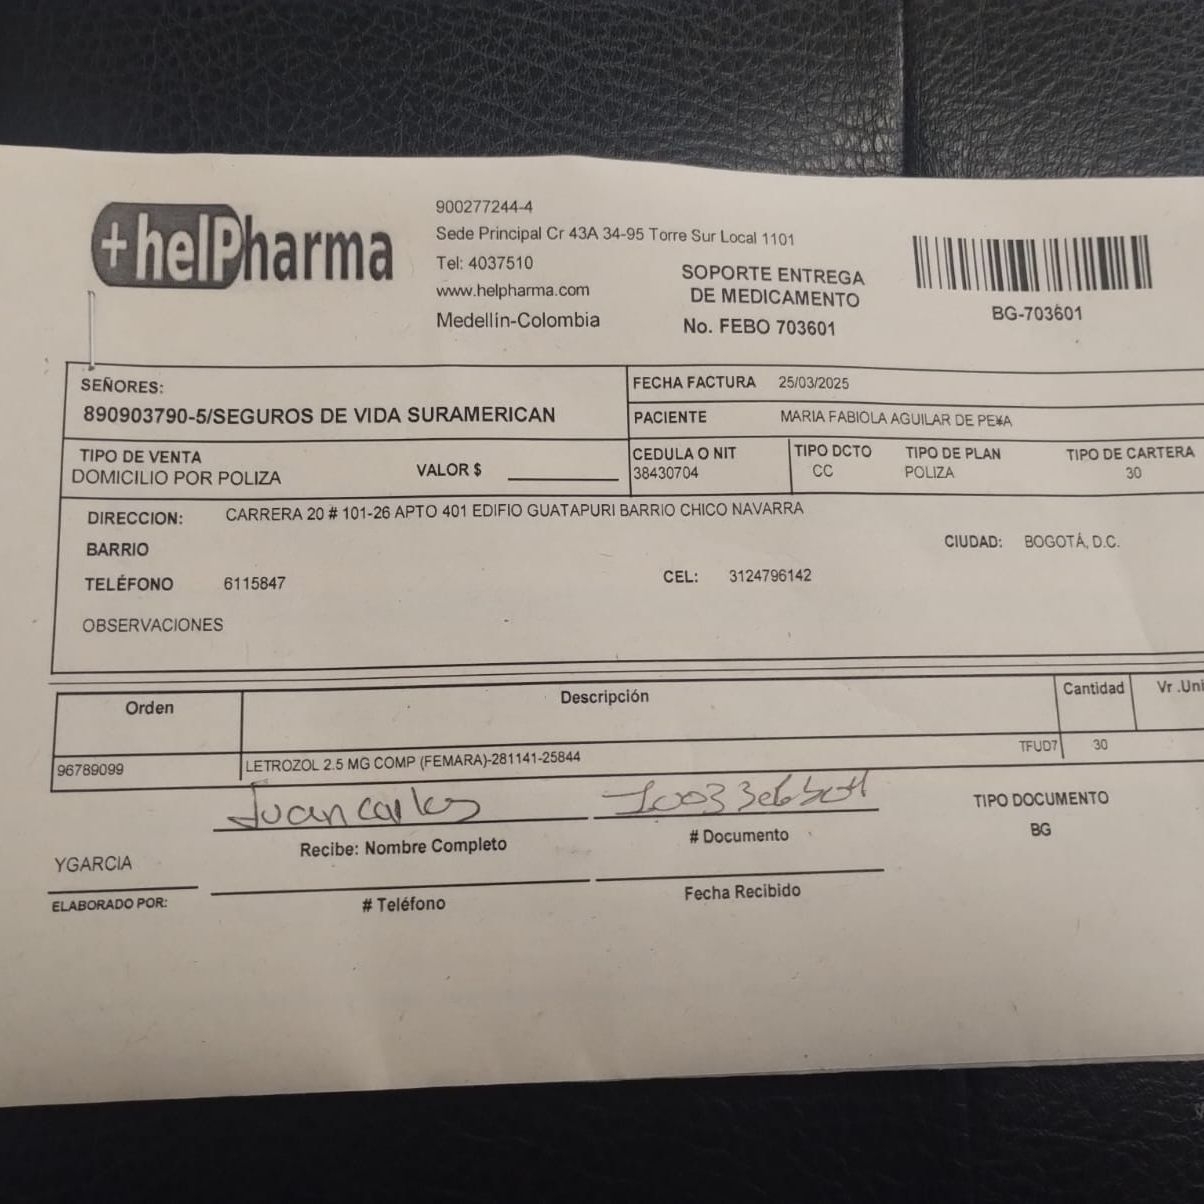 +helPharma
900277244-4
Sede Principal Cr 43A 34-95 Torre Sur Local 1101
Tel: 4037510
www.helpharma.com
Medellín-Colombia
SOPORTE ENTREGA
DE MEDICAMENTO
No. FEBO 703601
BG-703601
SEÑORES:
890903790-5/SEGUROS DE VIDA SURAMERICAN
FECHA FACTURA 25/03/2025
PACIENTE MARIA FABIOLA AGUILAR DE PE¥A
TIPO DE VENTA
DOMICILIO POR POLIZA
VALOR $
CEDULA O NIT
38430704
TIPO DCTO
CC
TIPO DE PLAN
POLIZA
TIPO DE CARTERA
30
DIRECCION: CARRERA 20 # 101-26 APTO 401 EDIFIO GUATAPURI BARRIO CHICO NAVARRA
BARRIO
CIUDAD: BOGOTÁ, D.C.
TELÉFONO 6115847
CEL: 3124796142
OBSERVACIONES
Orden Descripción Cantidad Vr .Uni
96789099 LETROZOL 2.5 MG COMP (FEMARA)-281141-25844 TFUD7 30
Juan carlos
Recibe: Nombre Completo
# Documento
TIPO DOCUMENTO
BG
YGARCIA
ELABORADO POR:
# Teléfono
Fecha Recibido